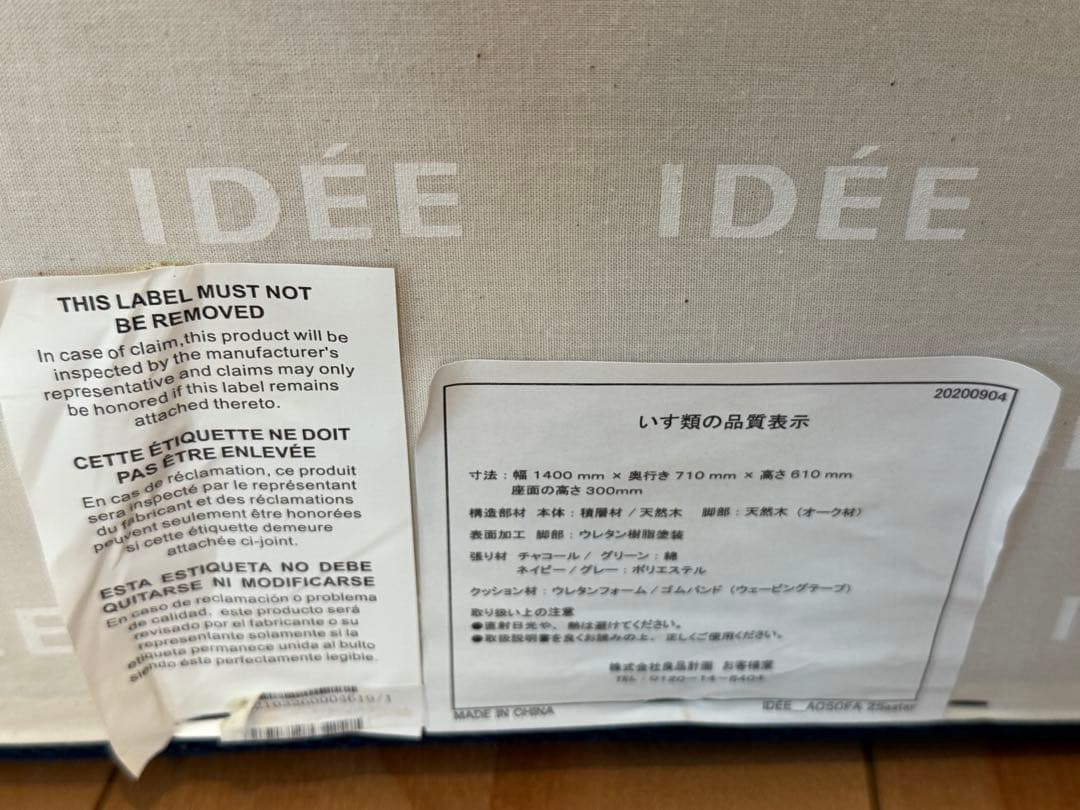 IDÉE IDÉE
THIS LABEL MUST NOT
BE REMOVED
In case of claim,this product will be
inspected by the manufacturer's
representative and claims may only
be honored if this label remains
attached thereto.
CETTE ÉTIQUETTE NE DOIT
PAS ÊTRE ENLEVÉE
En cas de réclamation, ce produit
sera inspecté par le représentant
du fabricant et des réclamations
peuvent seulement être honorées
si cette étiquette demeure
attachée ci-joint.
ESTA ESTIQUETA NO DEBE
QUITARSE NI MODIFICARSE
En caso de reclamación o problema
de calidad, este producto será
revisado por el fabricante o su
representante solamente si la
etiqueta permanece unida al bulto
siendo ésta perfectamente legible.
20200904
いす類の品質表示
寸法：幅 1400 mm × 奥行き 710 mm × 高さ 610 mm
座面の高さ 300mm
構造部材 本体：積層材 / 天然木 脚部：天然木（オーク材）
表面加工 脚部：ウレタン樹脂塗装
張り材 チャコール / グリーン：綿
ネイビー / グレー：ポリエステル
クッション材：ウレタンフォーム / ゴムバンド（ウェービングテープ）
取り扱い上の注意
●直射日光や、熱は避けてください。
●取扱説明書を良くお読みの上、正しくご使用ください。
株式会社良品計画 お客様室
TEL：0120-14-6404
MADE IN CHINA
IDÉE AOSOFA 2Seater